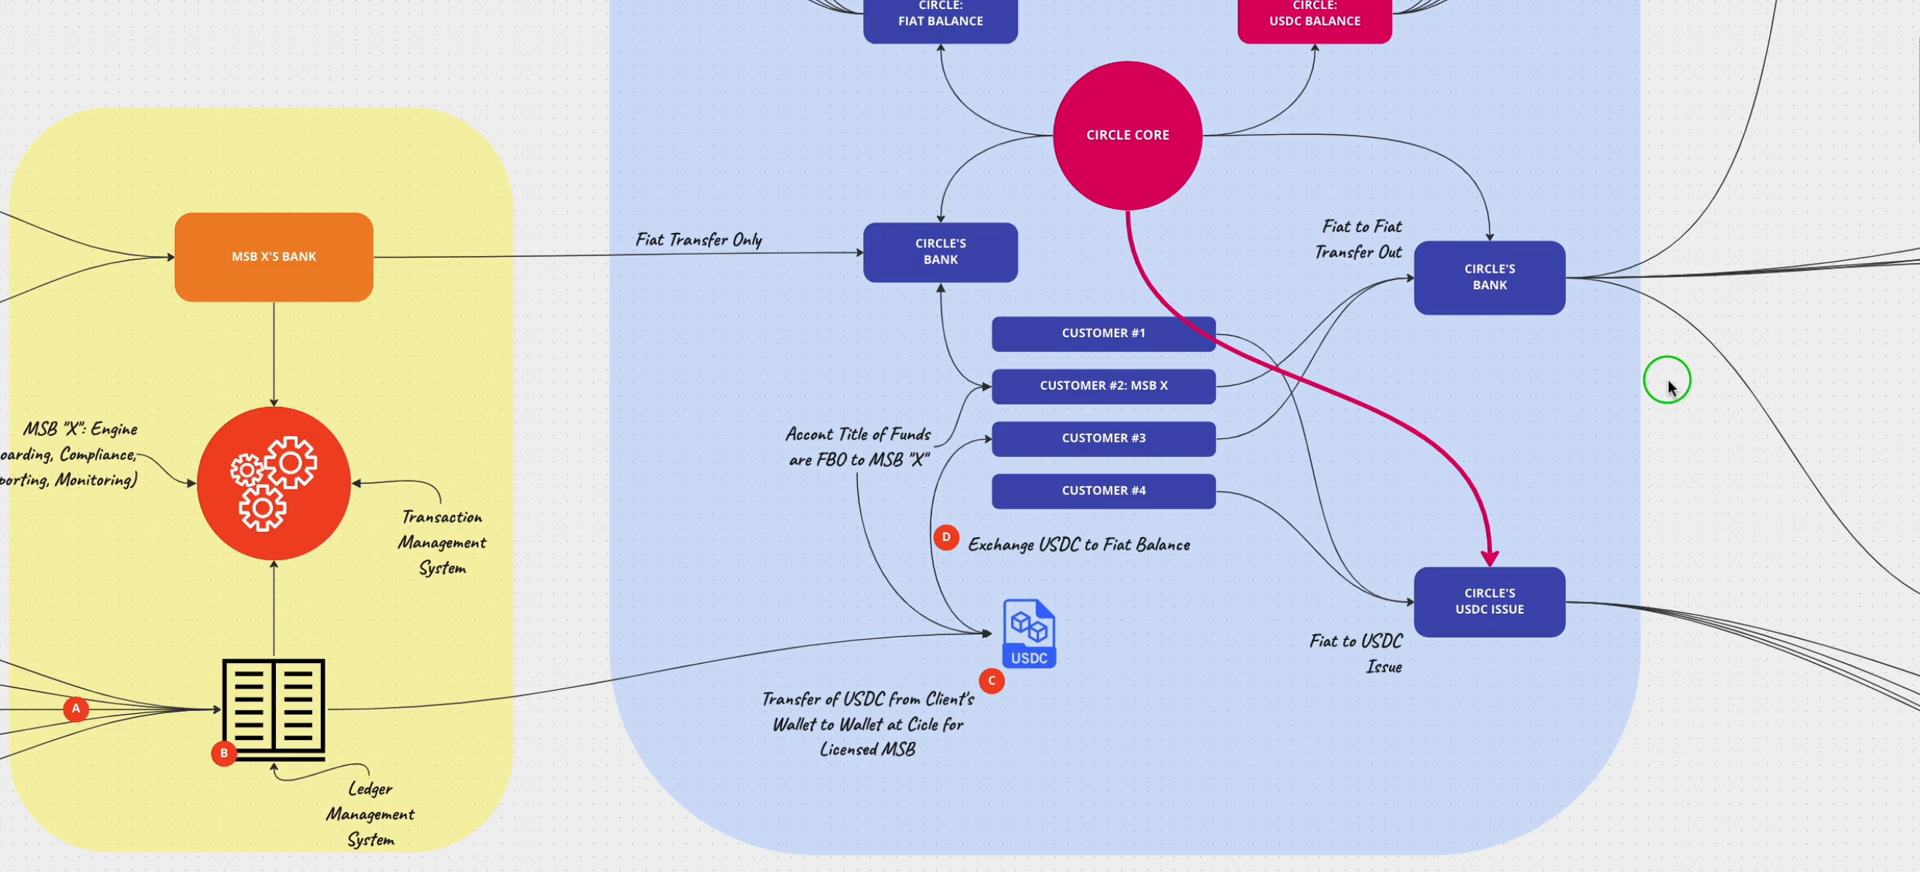 CIRCLE:
FIAT BALANCE
CIRCLE:
USDC BALANCE
CIRCLE CORE
MSB X'S BANK
Fiat Transfer Only
CIRCLE'S
BANK
Fiat to Fiat
Transfer Out
CIRCLE'S
BANK
CUSTOMER #1
CUSTOMER #2: MSB X
CUSTOMER #3
CUSTOMER #4
Accont Title of Funds
are FBO to MSB "X"
MSB "X": Engine
oarding, Compliance,
porting, Monitoring)
Transaction
Management
System
D
Exchange USDC to Fiat Balance
CIRCLE'S
USDC ISSUE
Fiat to USDC
Issue
USDC
C
Transfer of USDC from Client's
Wallet to Wallet at Cicle for
Licensed MSB
A
B
Ledger
Management
System